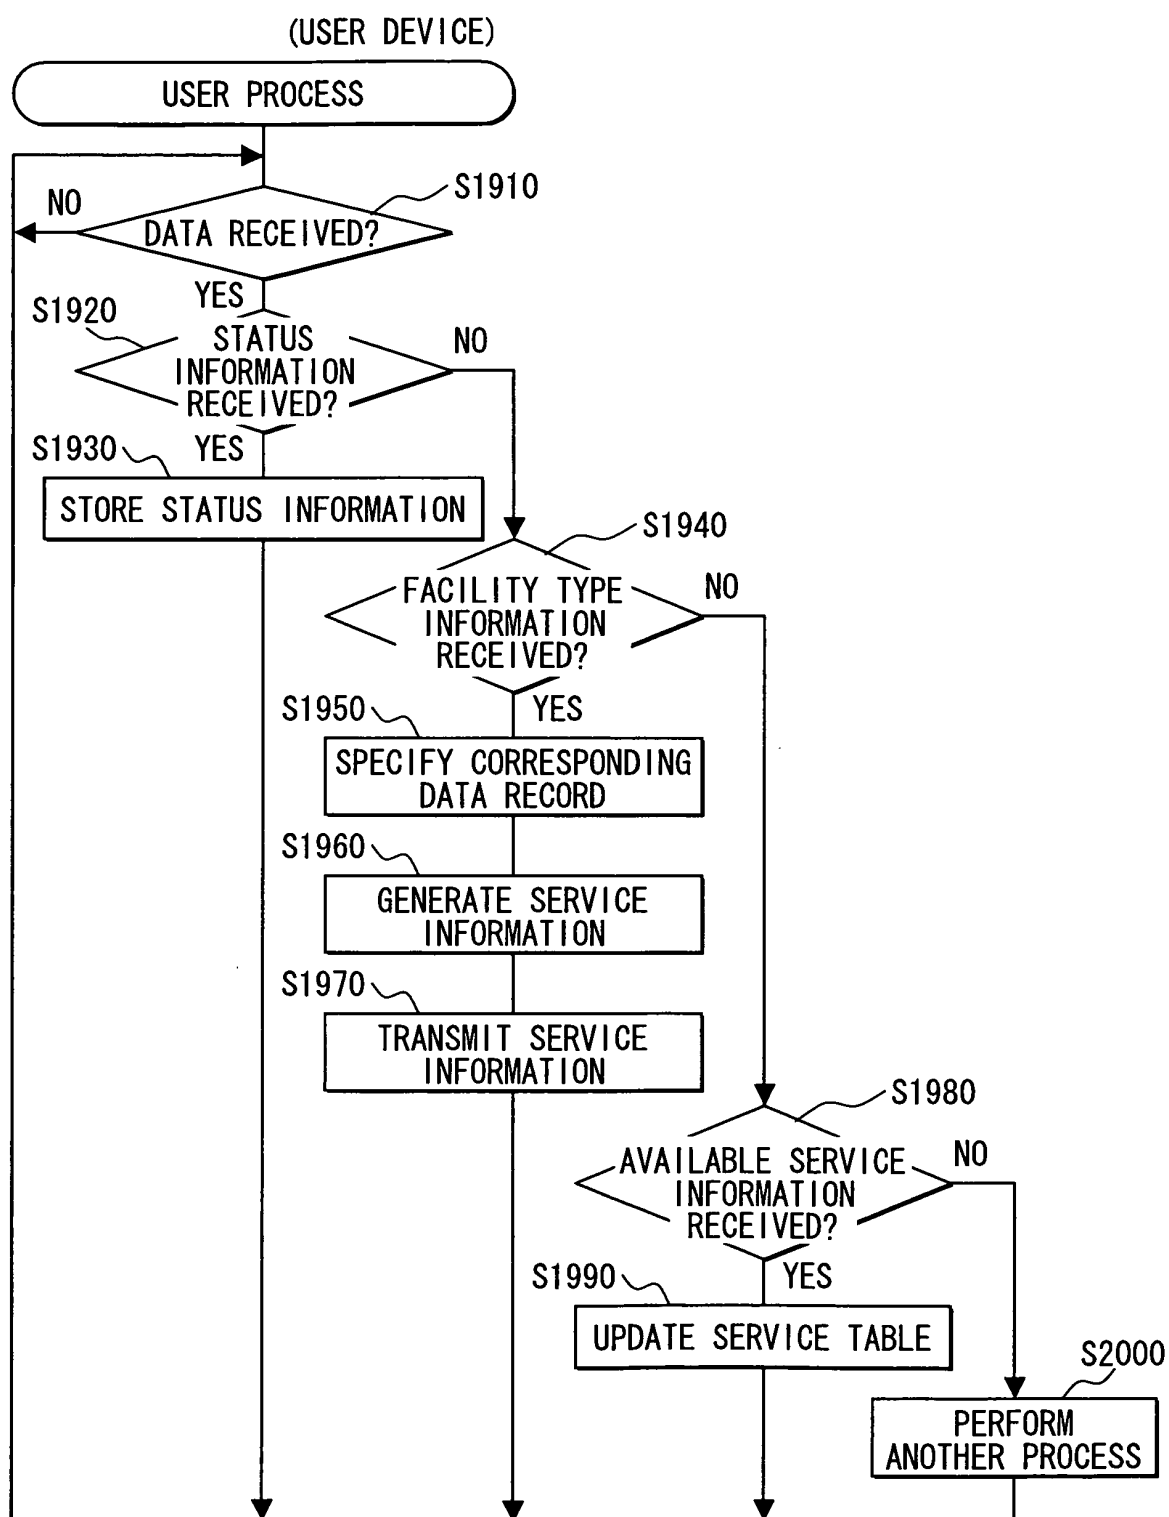 (USER DEVICE)
USER PROCESS
S1910
NO
DATA RECEIVED?
YES
S1920
STATUS
INFORMATION
RECEIVED?
NO
YES
S1930
STORE STATUS INFORMATION
S1940
FACILITY TYPE
INFORMATION
RECEIVED?
NO
YES
S1950
SPECIFY CORRESPONDING
DATA RECORD
S1960
GENERATE SERVICE
INFORMATION
S1970
TRANSMIT SERVICE
INFORMATION
S1980
AVAILABLE SERVICE
INFORMATION
RECEIVED?
NO
YES
S1990
UPDATE SERVICE TABLE
S2000
PERFORM
ANOTHER PROCESS